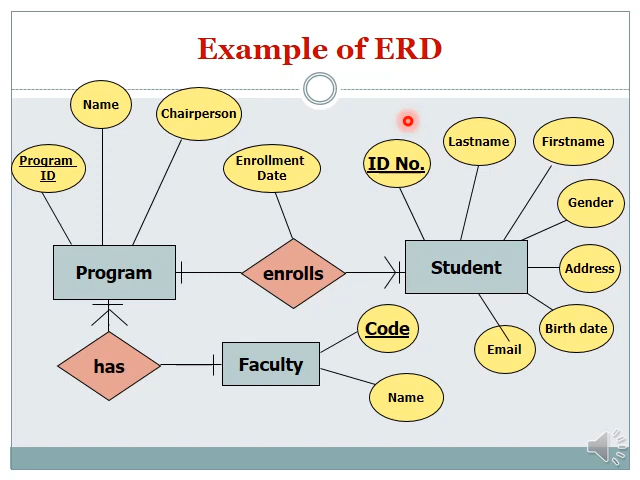 Example of ERD
Name
Chairperson
Program
ID
Enrollment
Date
ID No.
Lastname
Firstname
Gender
Program
enrolls
Student
Address
Code
Birth date
Email
has
Faculty
Name